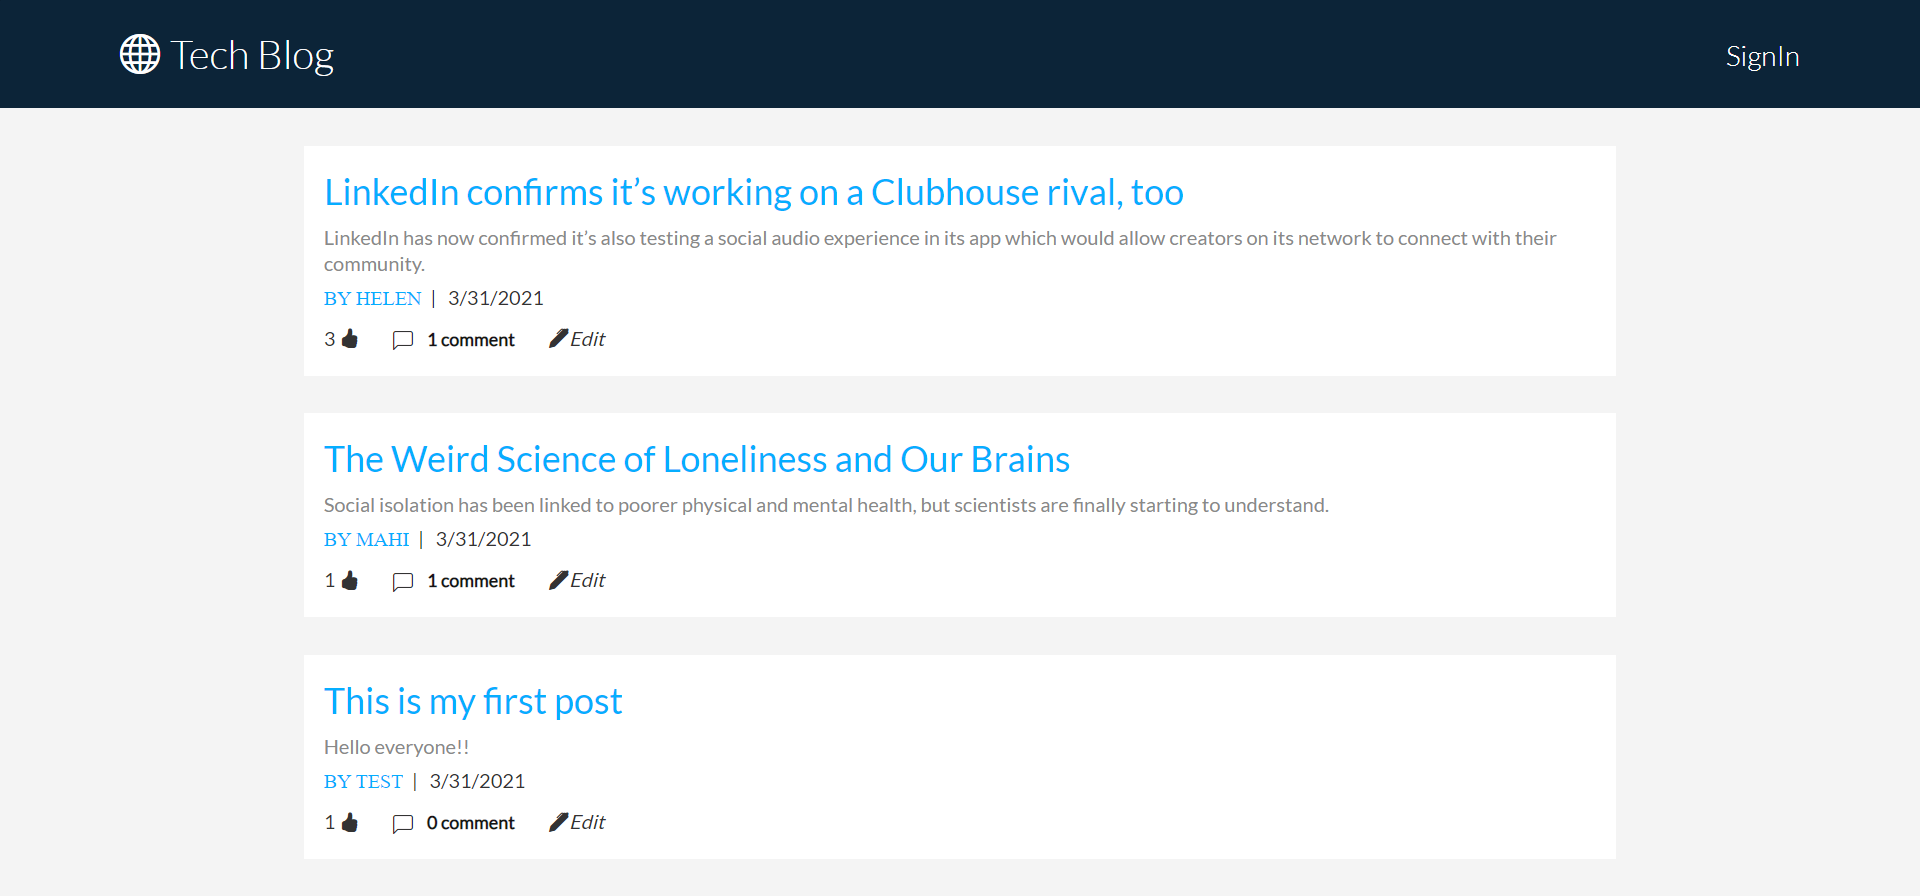 Tech Blog
SignIn
LinkedIn confirms it’s working on a Clubhouse rival, too
LinkedIn has now confirmed it’s also testing a social audio experience in its app which would allow creators on its network to connect with their
community.
BY HELEN | 3/31/2021
3 1 comment Edit
The Weird Science of Loneliness and Our Brains
Social isolation has been linked to poorer physical and mental health, but scientists are finally starting to understand.
BY MAHI | 3/31/2021
1 1 comment Edit
This is my first post
Hello everyone!!
BY TEST | 3/31/2021
1 0 comment Edit